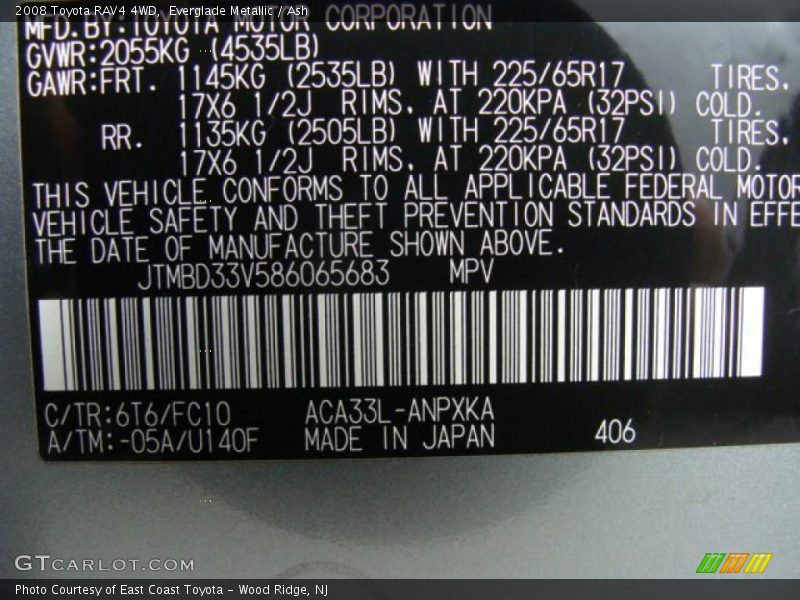 2008 Toyota RAV4 4WD, Everglade Metallic / Ash
MFD.BY:TOYOTA MOTOR CORPORATION
GVWR:2055KG (4535LB)
GAWR:FRT. 1145KG (2535LB) WITH 225/65R17 TIRES.
17X6 1/2J RIMS. AT 220KPA (32PSI) COLD.
RR. 1135KG (2505LB) WITH 225/65R17 TIRES.
17X6 1/2J RIMS. AT 220KPA (32PSI) COLD.
THIS VEHICLE CONFORMS TO ALL APPLICABLE FEDERAL MOTOR
VEHICLE SAFETY AND THEFT PREVENTION STANDARDS IN EFFE
THE DATE OF MANUFACTURE SHOWN ABOVE.
JTMBD33V586065683 MPV
C/TR:6T6/FC10 ACA33L-ANPXKA
A/TM:-05A/U140F MADE IN JAPAN 406
GTCARLOT.COM
Photo Courtesy of East Coast Toyota - Wood Ridge, NJ